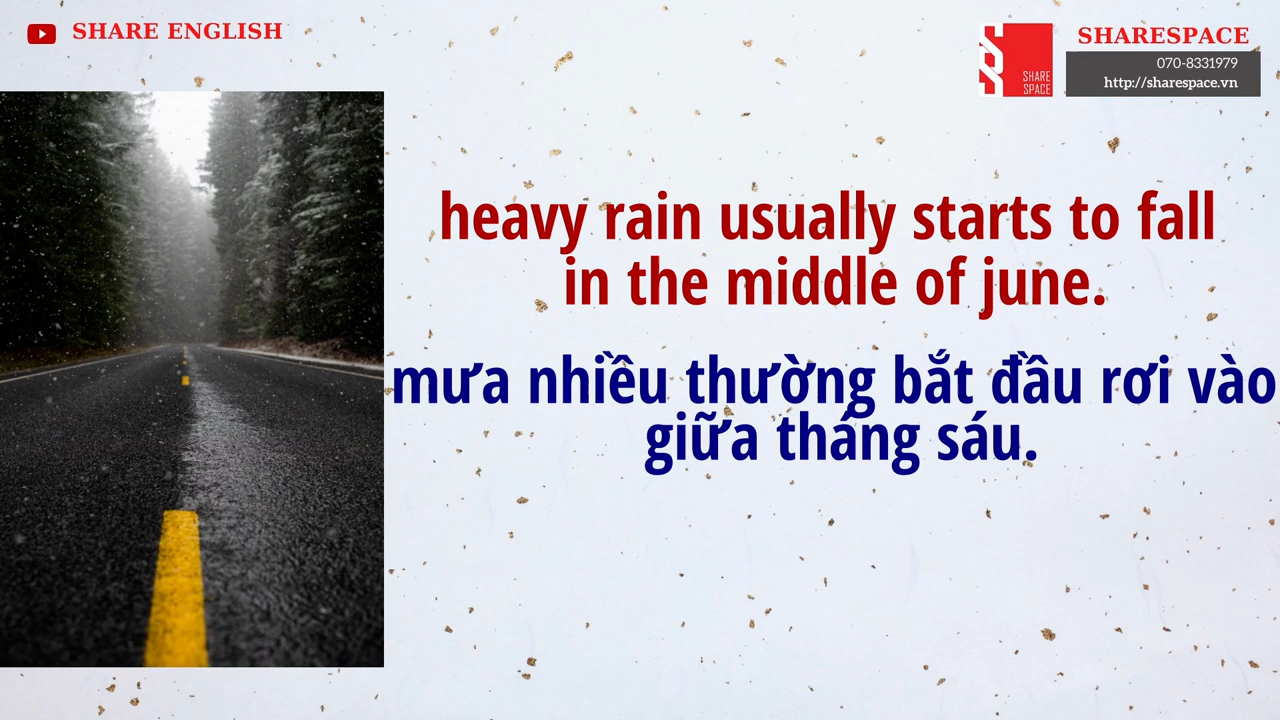 SHARE ENGLISH
SHARESPACE
070-8331979
http://sharespace.vn
SHARE
SPACE
heavy rain usually starts to fall
in the middle of june.
mưa nhiều thường bắt đầu rơi vào
giữa tháng sáu.